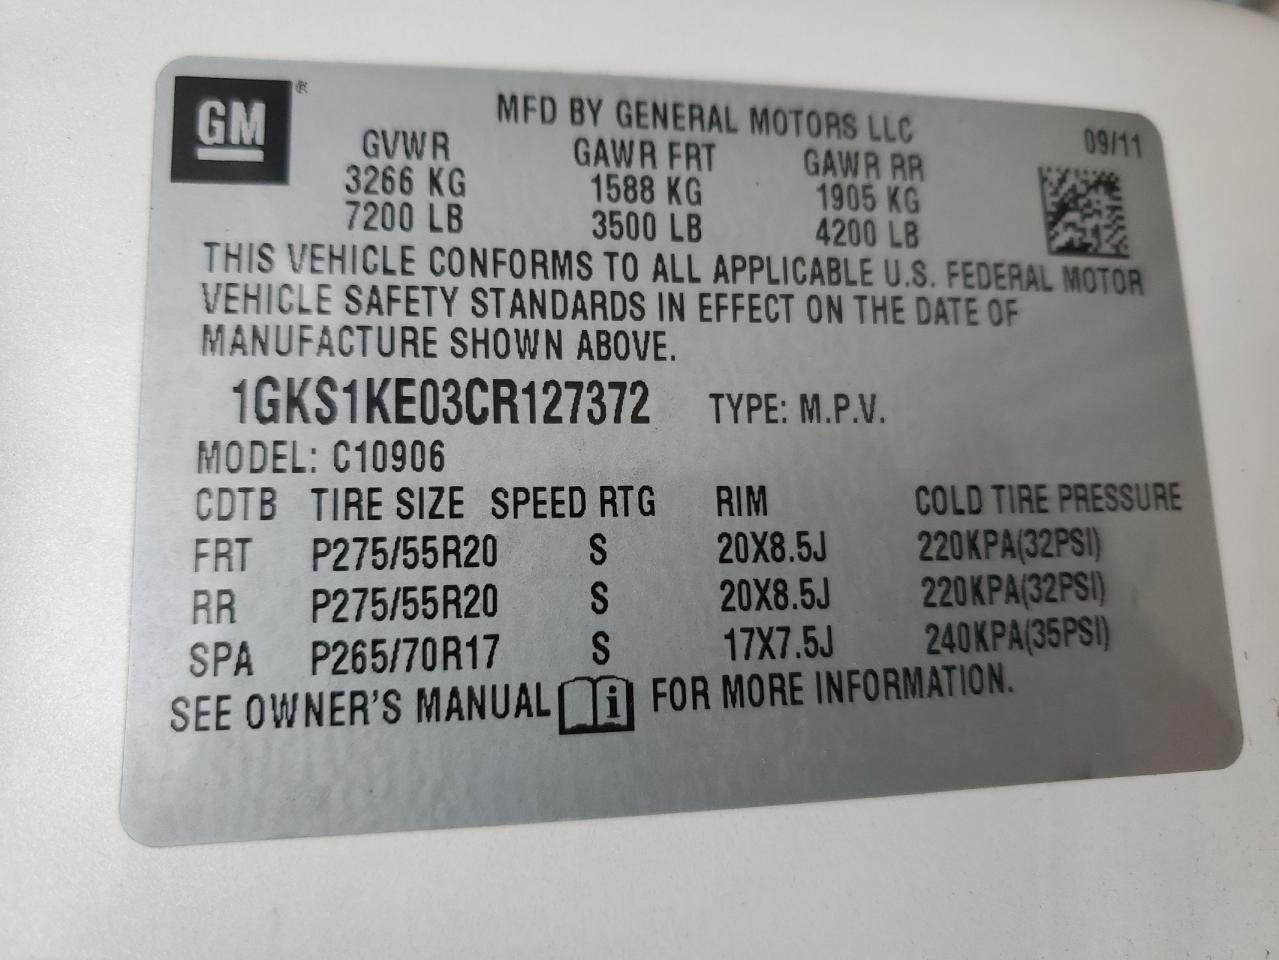 GM ®
MFD BY GENERAL MOTORS LLC
09/11
GVWR GAWR FRT GAWR RR
3266 KG 1588 KG 1905 KG
7200 LB 3500 LB 4200 LB
THIS VEHICLE CONFORMS TO ALL APPLICABLE U.S. FEDERAL MOTOR
VEHICLE SAFETY STANDARDS IN EFFECT ON THE DATE OF
MANUFACTURE SHOWN ABOVE.
1GKS1KE03CR127372 TYPE: M.P.V.
MODEL: C10906
CDTB TIRE SIZE SPEED RTG RIM COLD TIRE PRESSURE
FRT P275/55R20 S 20X8.5J 220KPA(32PSI)
RR P275/55R20 S 20X8.5J 220KPA(32PSI)
SPA P265/70R17 S 17X7.5J 240KPA(35PSI)
SEE OWNER'S MANUAL i FOR MORE INFORMATION.